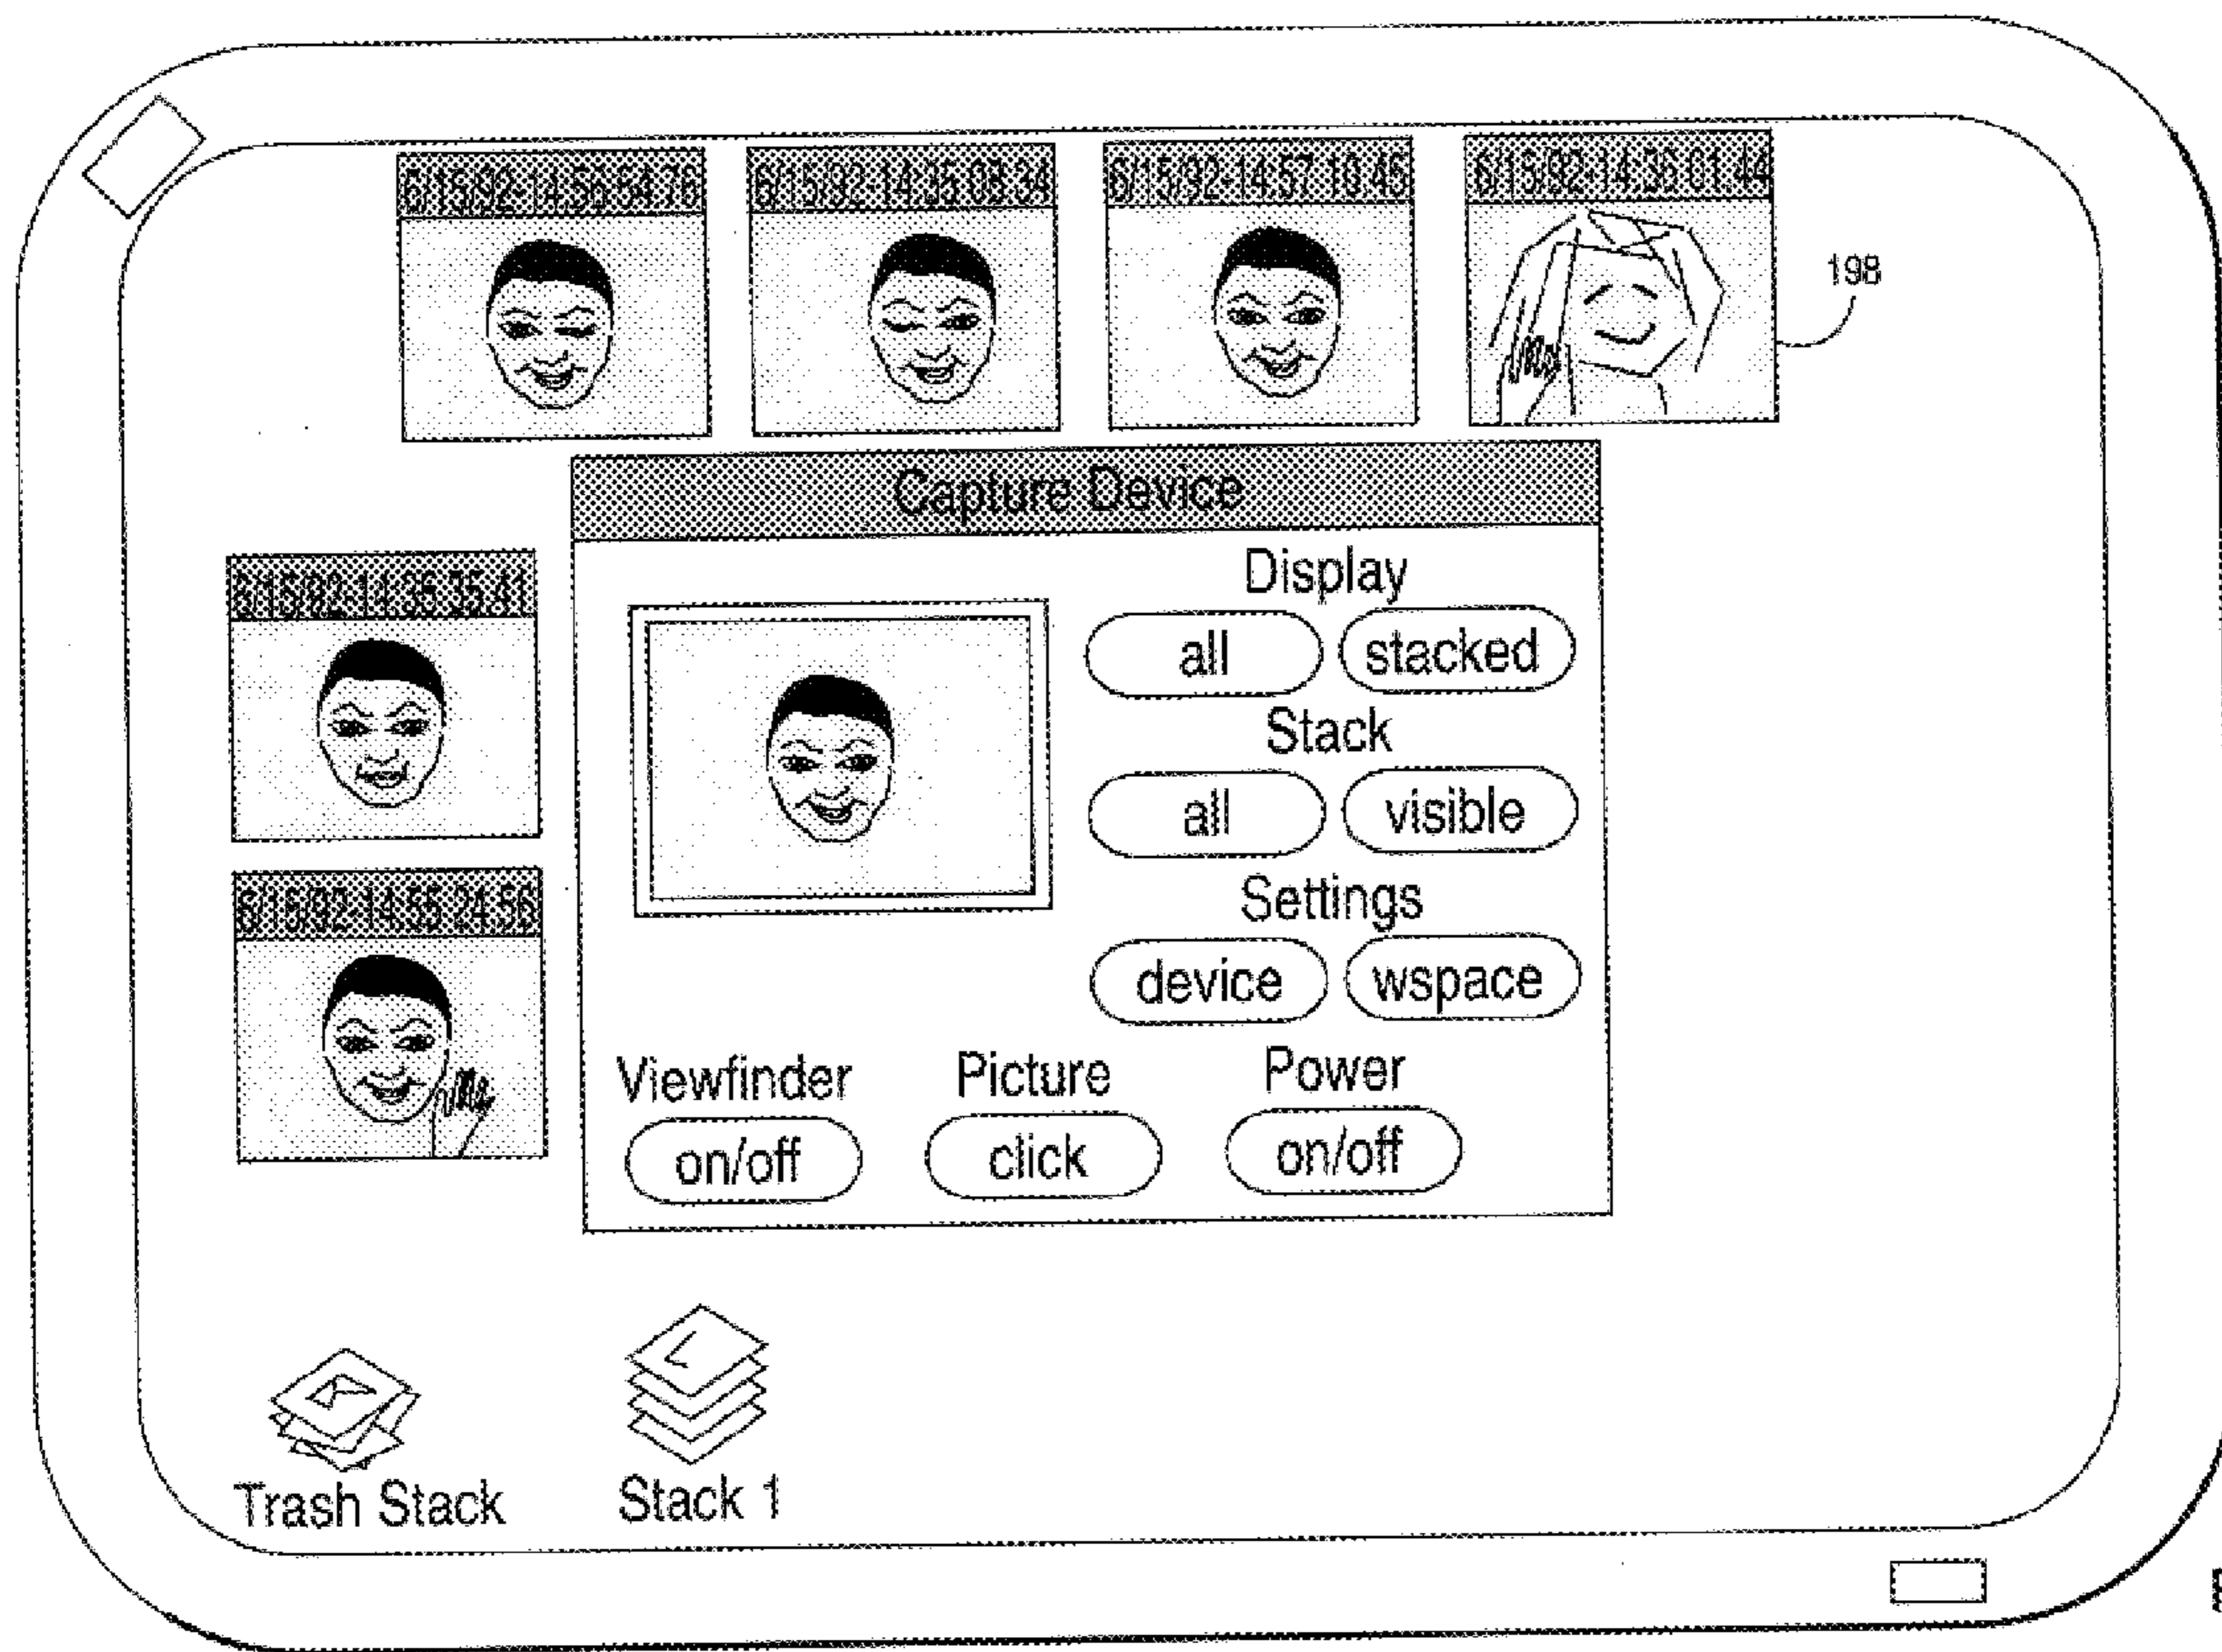 6/15/92-14:56 54.76
6/15/92-14:35 08.34
6/15/92-14:57 10.45
6/15/92-14:36 01.44
198
Capture Device
6/15/92-14:35 35.41
Display
all
stacked
Stack
all
visible
6/15/92-14.55 24.56
Settings
device
wspace
Viewfinder
Picture
Power
on/off
click
on/off
Trash Stack
Stack 1